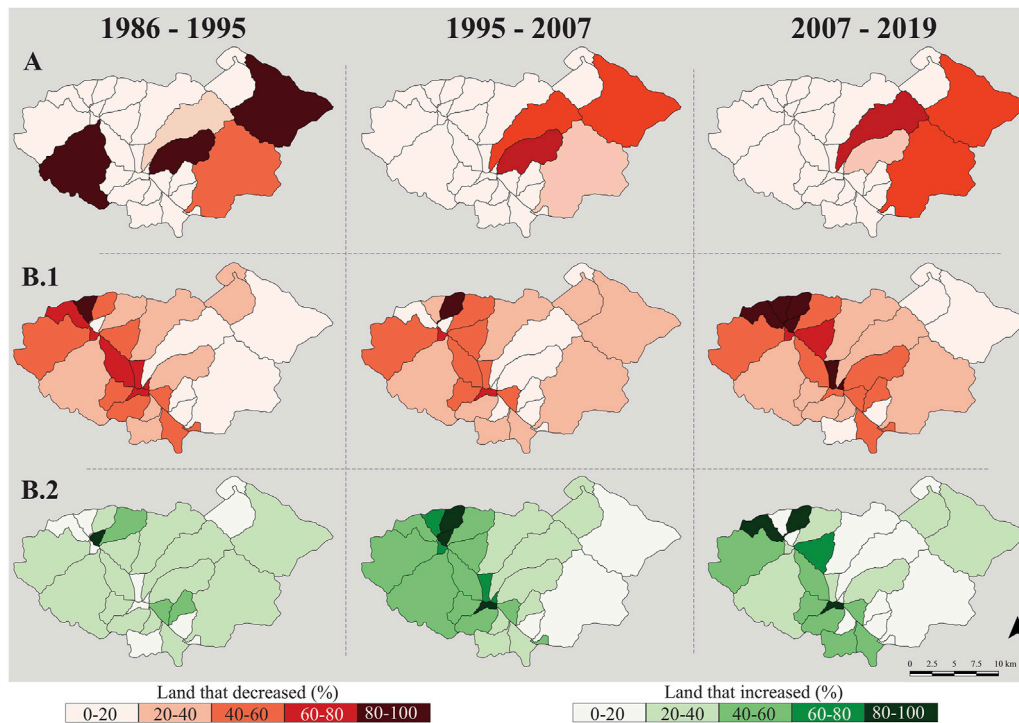 1986 - 1995 1995 - 2007 2007 - 2019
A
B.1
B.2
0 2.5 5 7.5 10 km
Land that decreased (%) Land that increased (%)
0-20 20-40 40-60 60-80 80-100 0-20 20-40 40-60 60-80 80-100